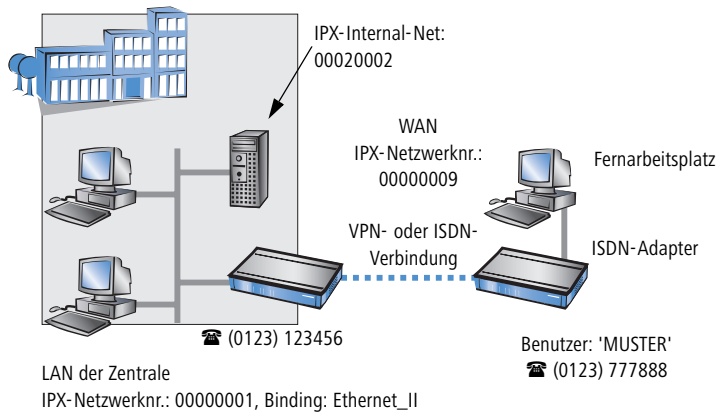 IPX-Internal-Net:
00020002
WAN
IPX-Netzwerknr.:
00000009
Fernarbeitsplatz
VPN- oder ISDN-
Verbindung
ISDN-Adapter
☎ (0123) 123456
Benutzer: 'MUSTER'
☎ (0123) 777888
LAN der Zentrale
IPX-Netzwerknr.: 00000001, Binding: Ethernet_II